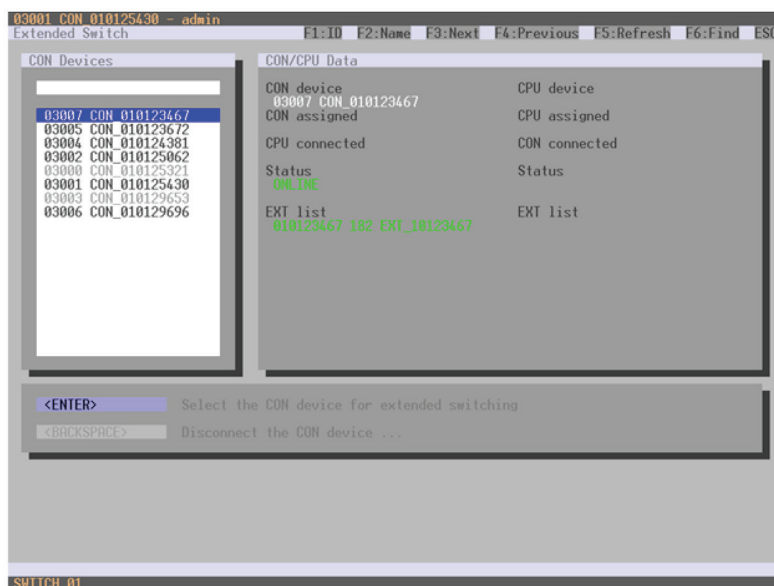 03001 CON_010125430 - admin
Extended Switch F1:ID F2:Name F3:Next F4:Previous F5:Refresh F6:Find ESC
CON Devices
03007 CON_010123467
03005 CON_010123672
03004 CON_010124381
03002 CON_010125062
03000 CON_010125321
03001 CON_010125430
03003 CON_010129653
03006 CON_010129696
CON/CPU Data
CON device CPU device
03007 CON_010123467
CON assigned CPU assigned
CPU connected CON connected
Status Status
ONLINE
EXT list EXT list
010123467 182 EXT_10123467
<ENTER> Select the CON device for extended switching
<BACKSPACE> Disconnect the CON device ...
SWITCH_01